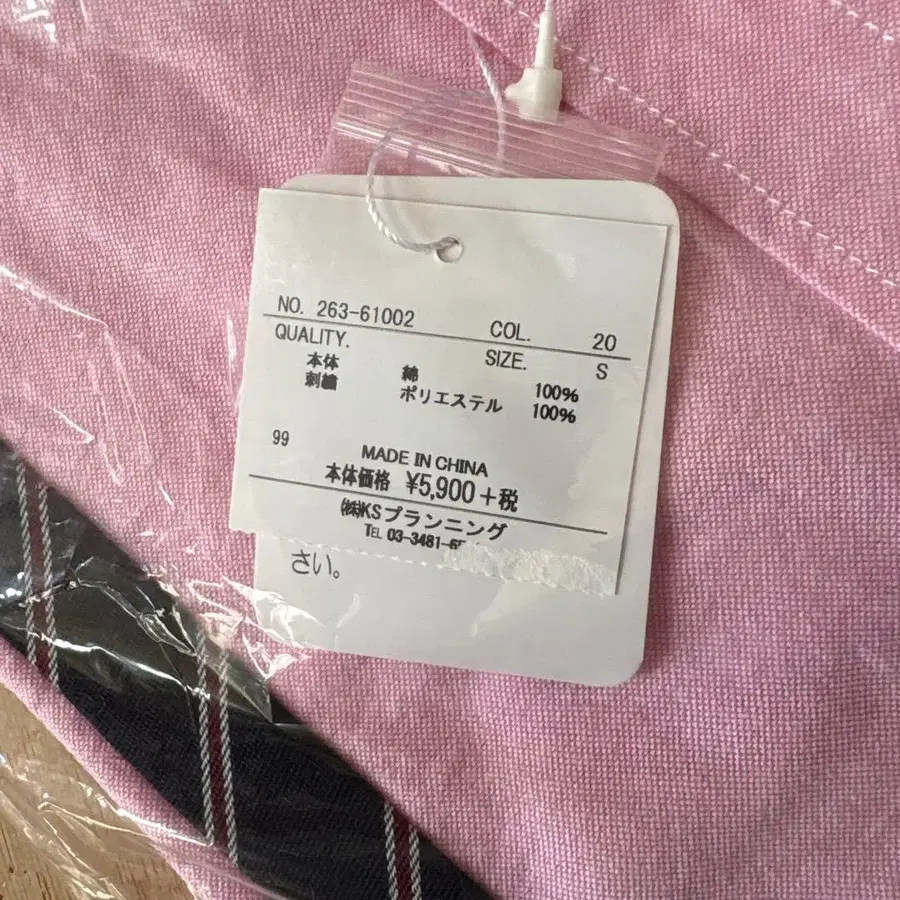 NO. 263-61002 COL. 20
QUALITY. SIZE. S
本体 綿 100%
刺繍 ポリエステル 100%
99
MADE IN CHINA
本体価格 ¥5,900+税
㈱KSプランニング
TEL 03-3481-
さい。